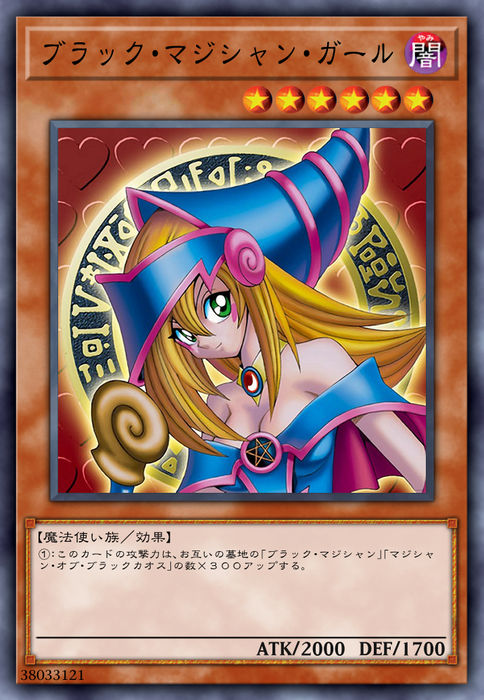 ブラック・マジシャン・ガール
やみ
闇
【魔法使い族/効果】
①:このカードの攻撃力は、お互いの墓地の「ブラック・マジシャン」「マジシャ
ン・オブ・ブラックカオス」の数×300アップする。
ATK/2000 DEF/1700
38033121